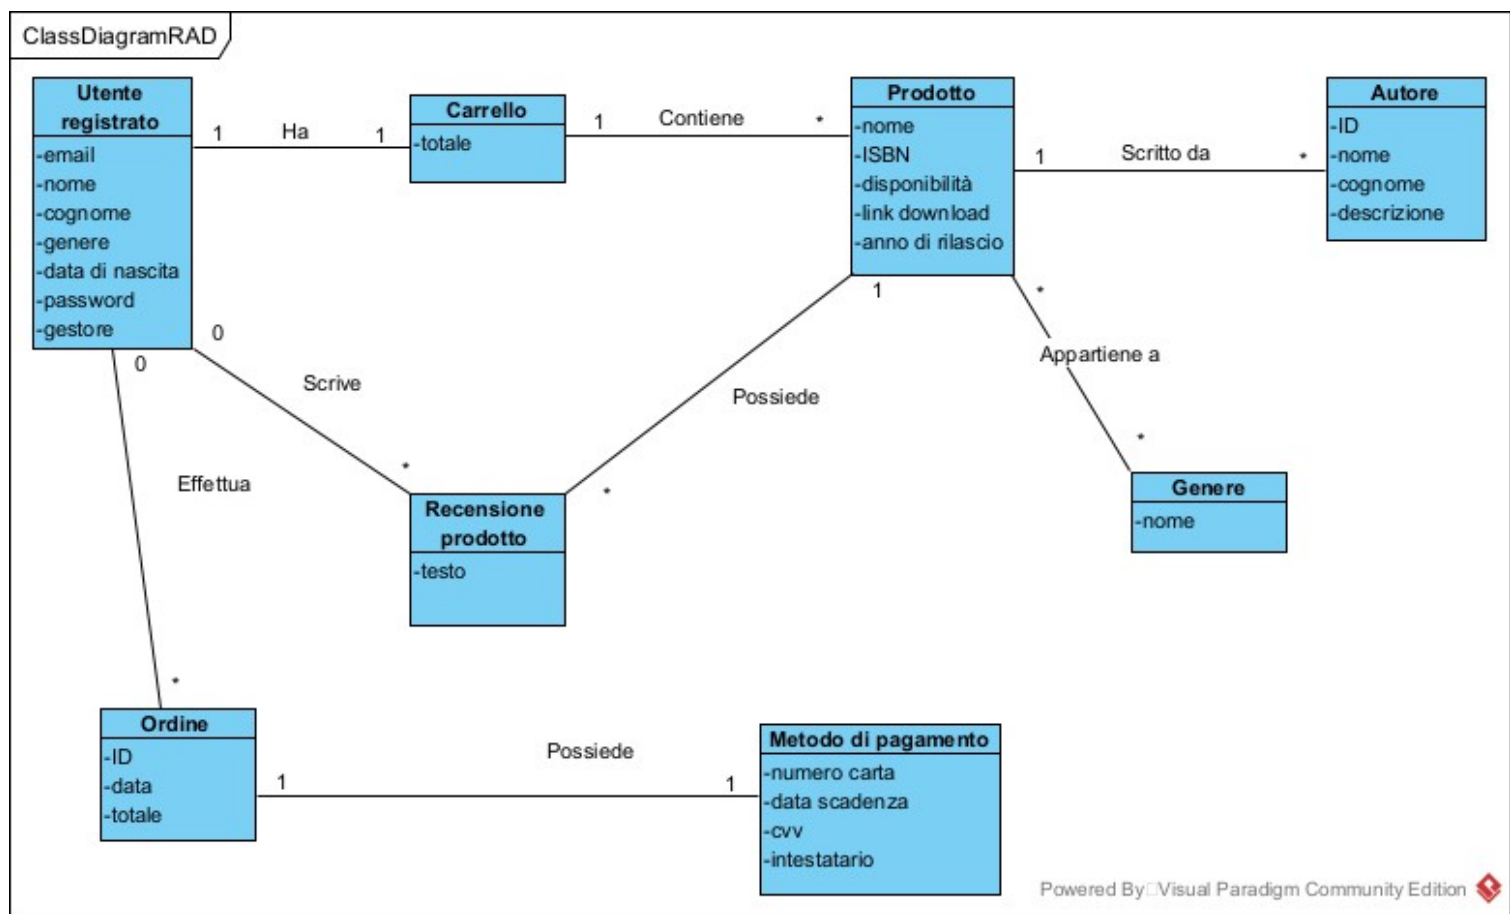 ClassDiagramRAD
Utente
registrato
-email
-nome
-cognome
-genere
-data di nascita
-password
-gestore
1
Ha
1
Carrello
-totale
1
Contiene
*
Prodotto
-nome
-ISBN
-disponibilità
-link download
-anno di rilascio
1
Scritto da
*
Autore
-ID
-nome
-cognome
-descrizione
0
Scrive
*
Recensione
prodotto
-testo
1
Possiede
*
*
Appartiene a
*
Genere
-nome
0
Effettua
*
Ordine
-ID
-data
-totale
1
Possiede
1
Metodo di pagamento
-numero carta
-data scadenza
-cvv
-intestatario
Powered By Visual Paradigm Community Edition